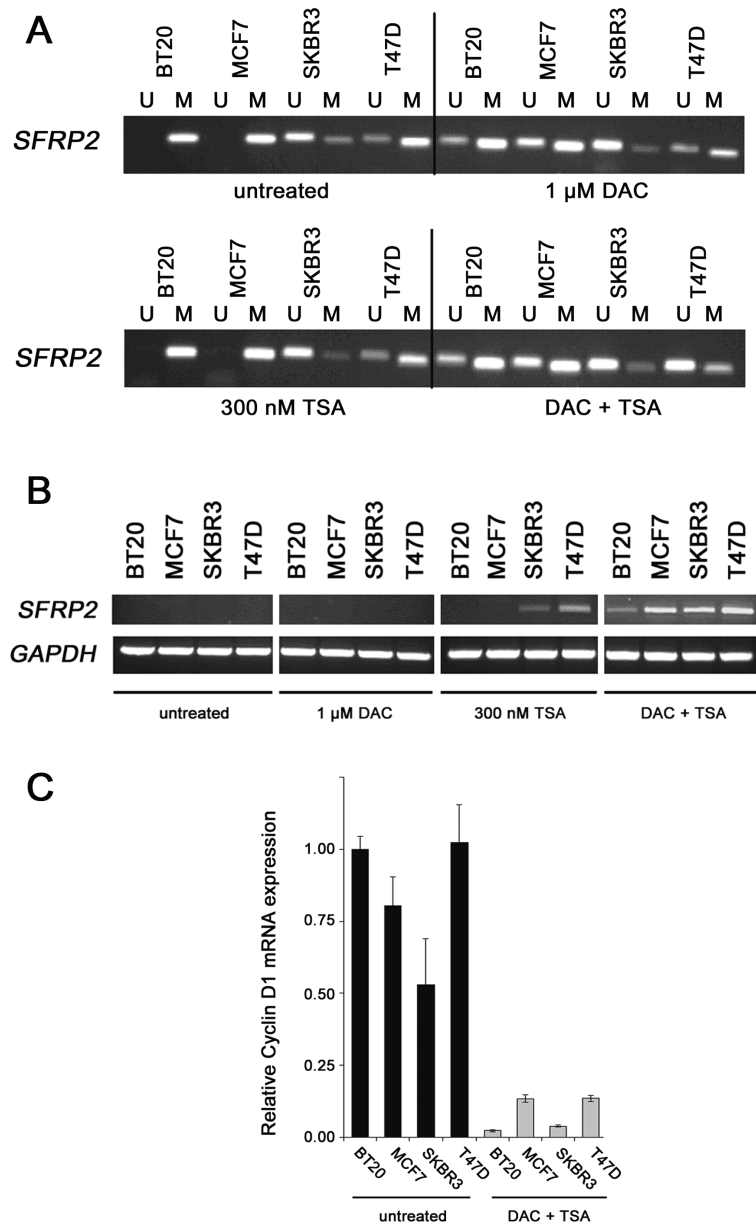 A
BT20 MCF7 SKBR3 T47D BT20 MCF7 SKBR3 T47D
U M U M U M U M U M U M U M U M
SFRP2
untreated 1 µM DAC
BT20 MCF7 SKBR3 T47D BT20 MCF7 SKBR3 T47D
U M U M U M U M U M U M U M U M
SFRP2
300 nM TSA DAC + TSA
B
BT20 MCF7 SKBR3 T47D BT20 MCF7 SKBR3 T47D BT20 MCF7 SKBR3 T47D BT20 MCF7 SKBR3 T47D
SFRP2
GAPDH
untreated 1 µM DAC 300 nM TSA DAC + TSA
C
Relative Cyclin D1 mRNA expression
1.00
0.75
0.50
0.25
0.00
BT20 MCF7 SKBR3 T47D BT20 MCF7 SKBR3 T47D
untreated DAC + TSA